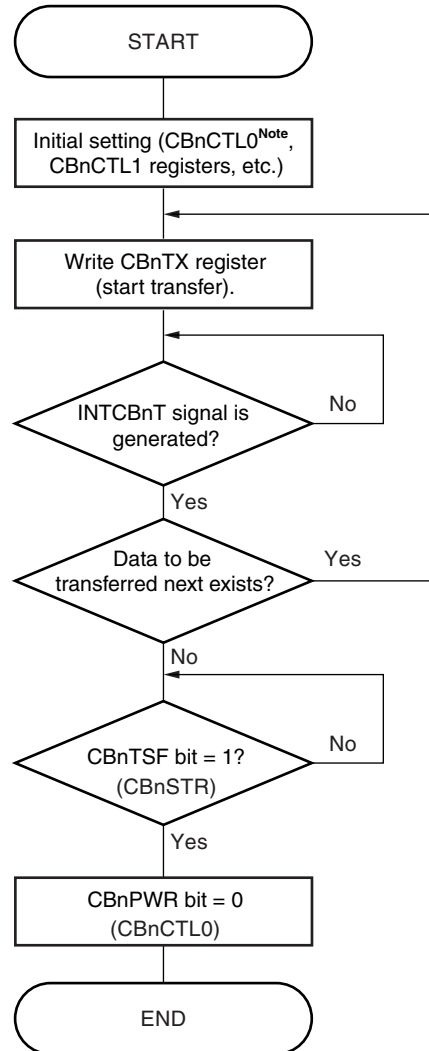 START
Initial setting (CBnCTL0Note,
CBnCTL1 registers, etc.)
Write CBnTX register
(start transfer).
INTCBnT signal is
generated?
No
Yes
Data to be
transferred next exists?
Yes
No
CBnTSF bit = 1?
(CBnSTR)
No
Yes
CBnPWR bit = 0
(CBnCTL0)
END